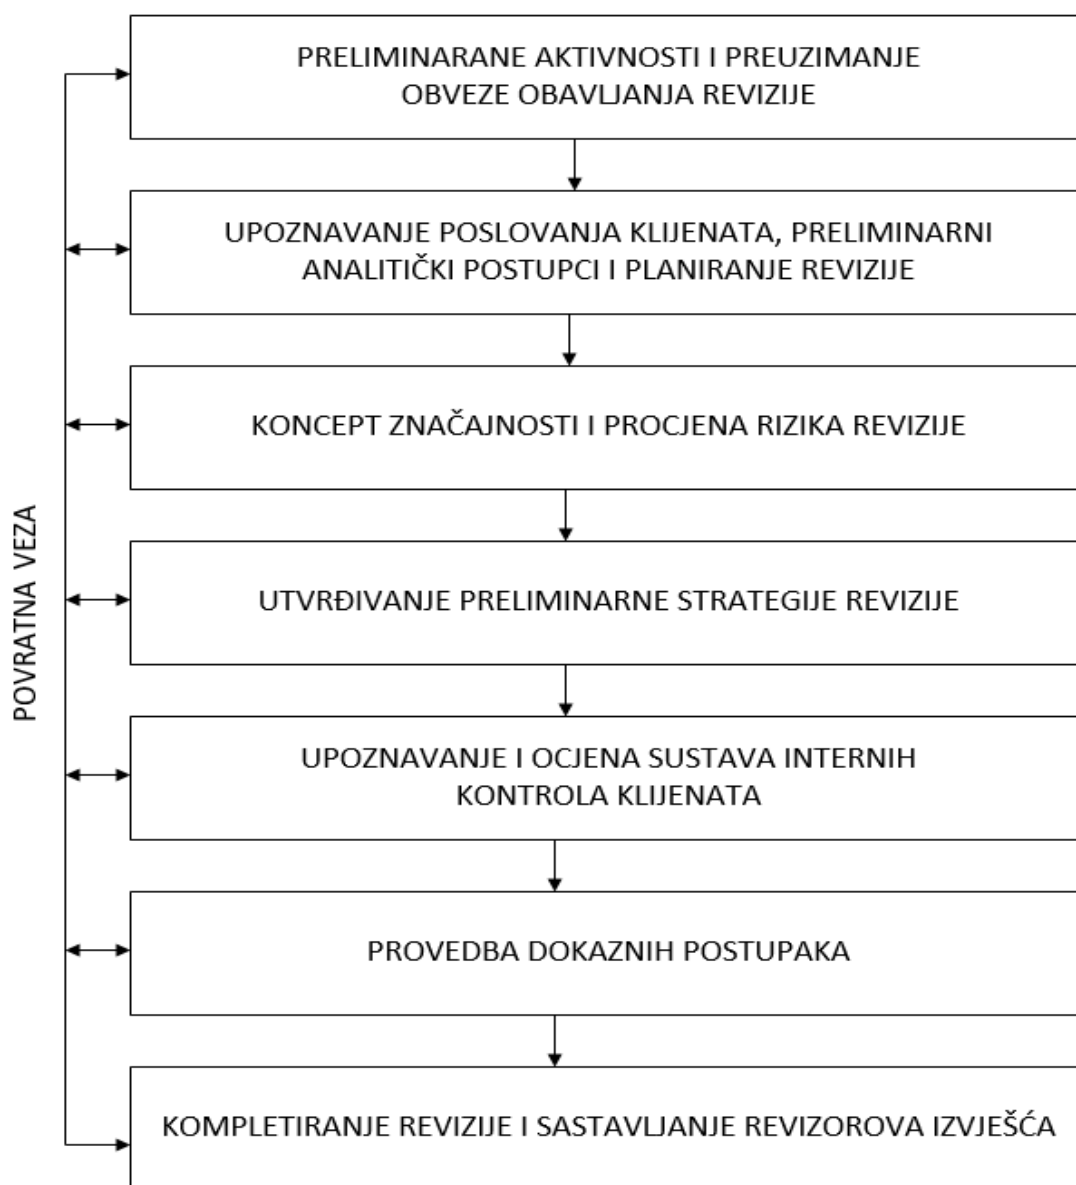 PRELIMINARANE AKTIVNOSTI I PREUZIMANJE
OBVEZE OBAVLJANJA REVIZIJE
UPOZNAVANJE POSLOVANJA KLIJENATA, PRELIMINARNI
ANALITIČKI POSTUPCI I PLANIRANJE REVIZIJE
KONCEPT ZNAČAJNOSTI I PROCJENA RIZIKA REVIZIJE
UTVRĐIVANJE PRELIMINARNE STRATEGIJE REVIZIJE
UPOZNAVANJE I OCJENA SUSTAVA INTERNIH
KONTROLA KLIJENATA
PROVEDBA DOKAZNIH POSTUPAKA
KOMPLETIRANJE REVIZIJE I SASTAVLJANJE REVIZOROVA IZVJEŠĆA
POVRATNA VEZA